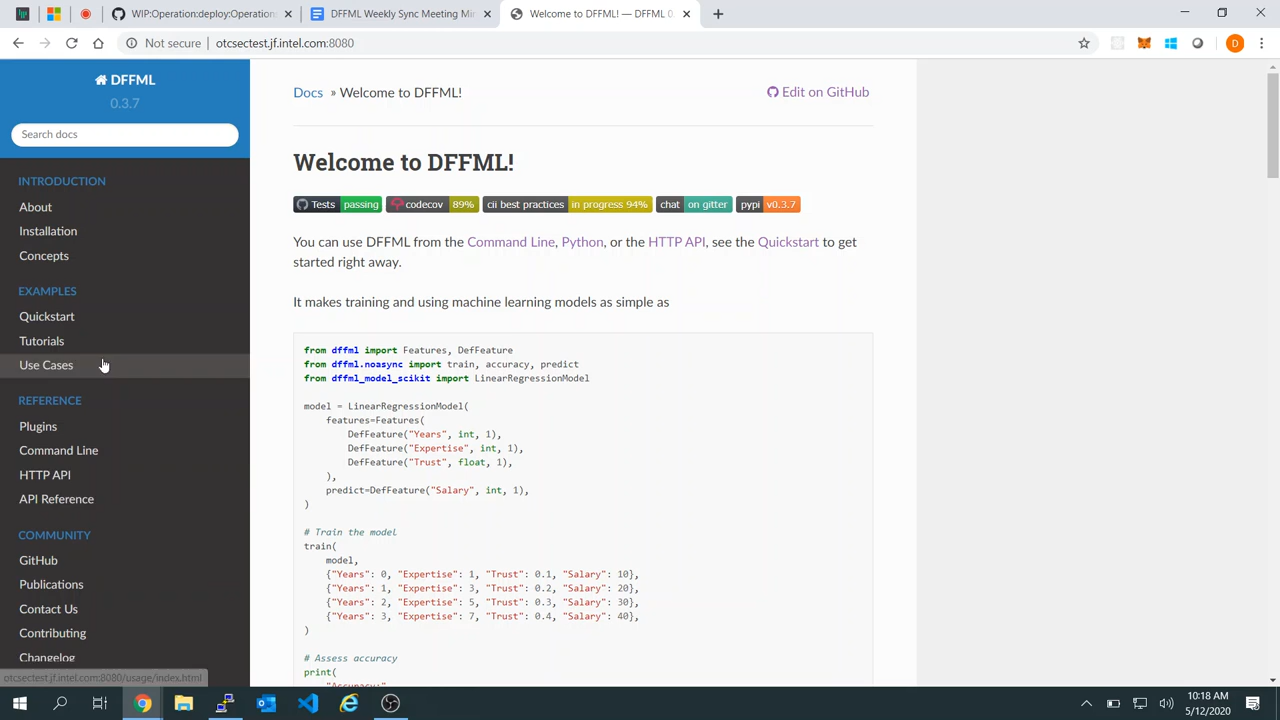 WIP:Operation:deploy:Operation
DFFML Weekly Sync Meeting Mi
Welcome to DFFML! — DFFML 0.
Not secure
otcsectest.jf.intel.com:8080
D
DFFML
0.3.7
Search docs
INTRODUCTION
About
Installation
Concepts
EXAMPLES
Quickstart
Tutorials
Use Cases
REFERENCE
Plugins
Command Line
HTTP API
API Reference
COMMUNITY
GitHub
Publications
Contact Us
Contributing
Changelog
otcsectest.jf.intel.com:8080/usage/index.html
Docs » Welcome to DFFML!
Edit on GitHub
Welcome to DFFML!
Tests passing codecov 89% cii best practices in progress 94% chat on gitter pypi v0.3.7
You can use DFFML from the Command Line, Python, or the HTTP API, see the Quickstart to get
started right away.
It makes training and using machine learning models as simple as
from dffml import Features, DefFeature
from dffml.noasync import train, accuracy, predict
from dffml_model_scikit import LinearRegressionModel
model = LinearRegressionModel(
features=Features(
DefFeature("Years", int, 1),
DefFeature("Expertise", int, 1),
DefFeature("Trust", float, 1),
),
predict=DefFeature("Salary", int, 1),
)
# Train the model
train(
model,
{"Years": 0, "Expertise": 1, "Trust": 0.1, "Salary": 10},
{"Years": 1, "Expertise": 3, "Trust": 0.2, "Salary": 20},
{"Years": 2, "Expertise": 5, "Trust": 0.3, "Salary": 30},
{"Years": 3, "Expertise": 7, "Trust": 0.4, "Salary": 40},
)
# Assess accuracy
print(
"Accuracy:",
10:18 AM
5/12/2020